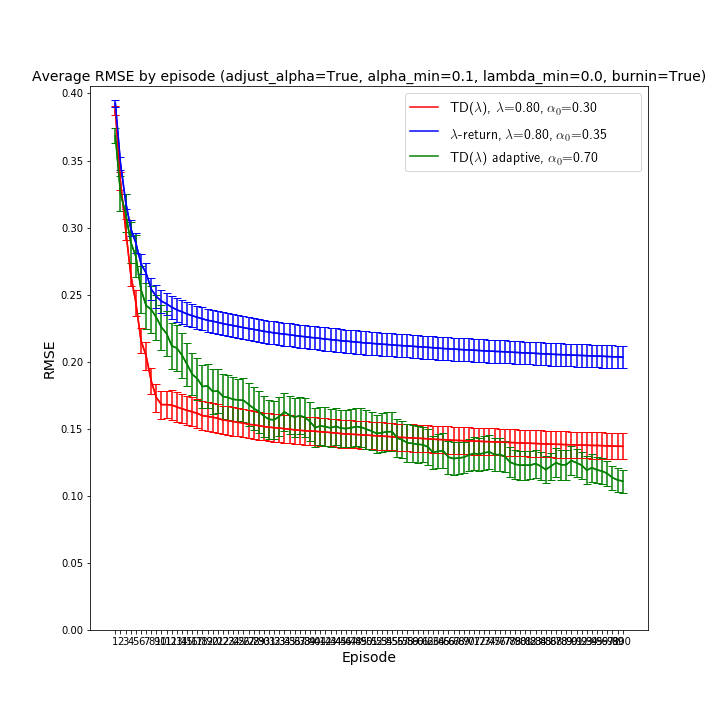 Average RMSE by episode (adjust_alpha=True, alpha_min=0.1, lambda_min=0.0, burnin=True)
0.40
TD(λ), λ=0.80, α₀=0.30
λ-return, λ=0.80, α₀=0.35
TD(λ) adaptive, α₀=0.70
0.35
0.30
0.25
0.20
RMSE
0.15
0.10
0.05
0.00
Episode